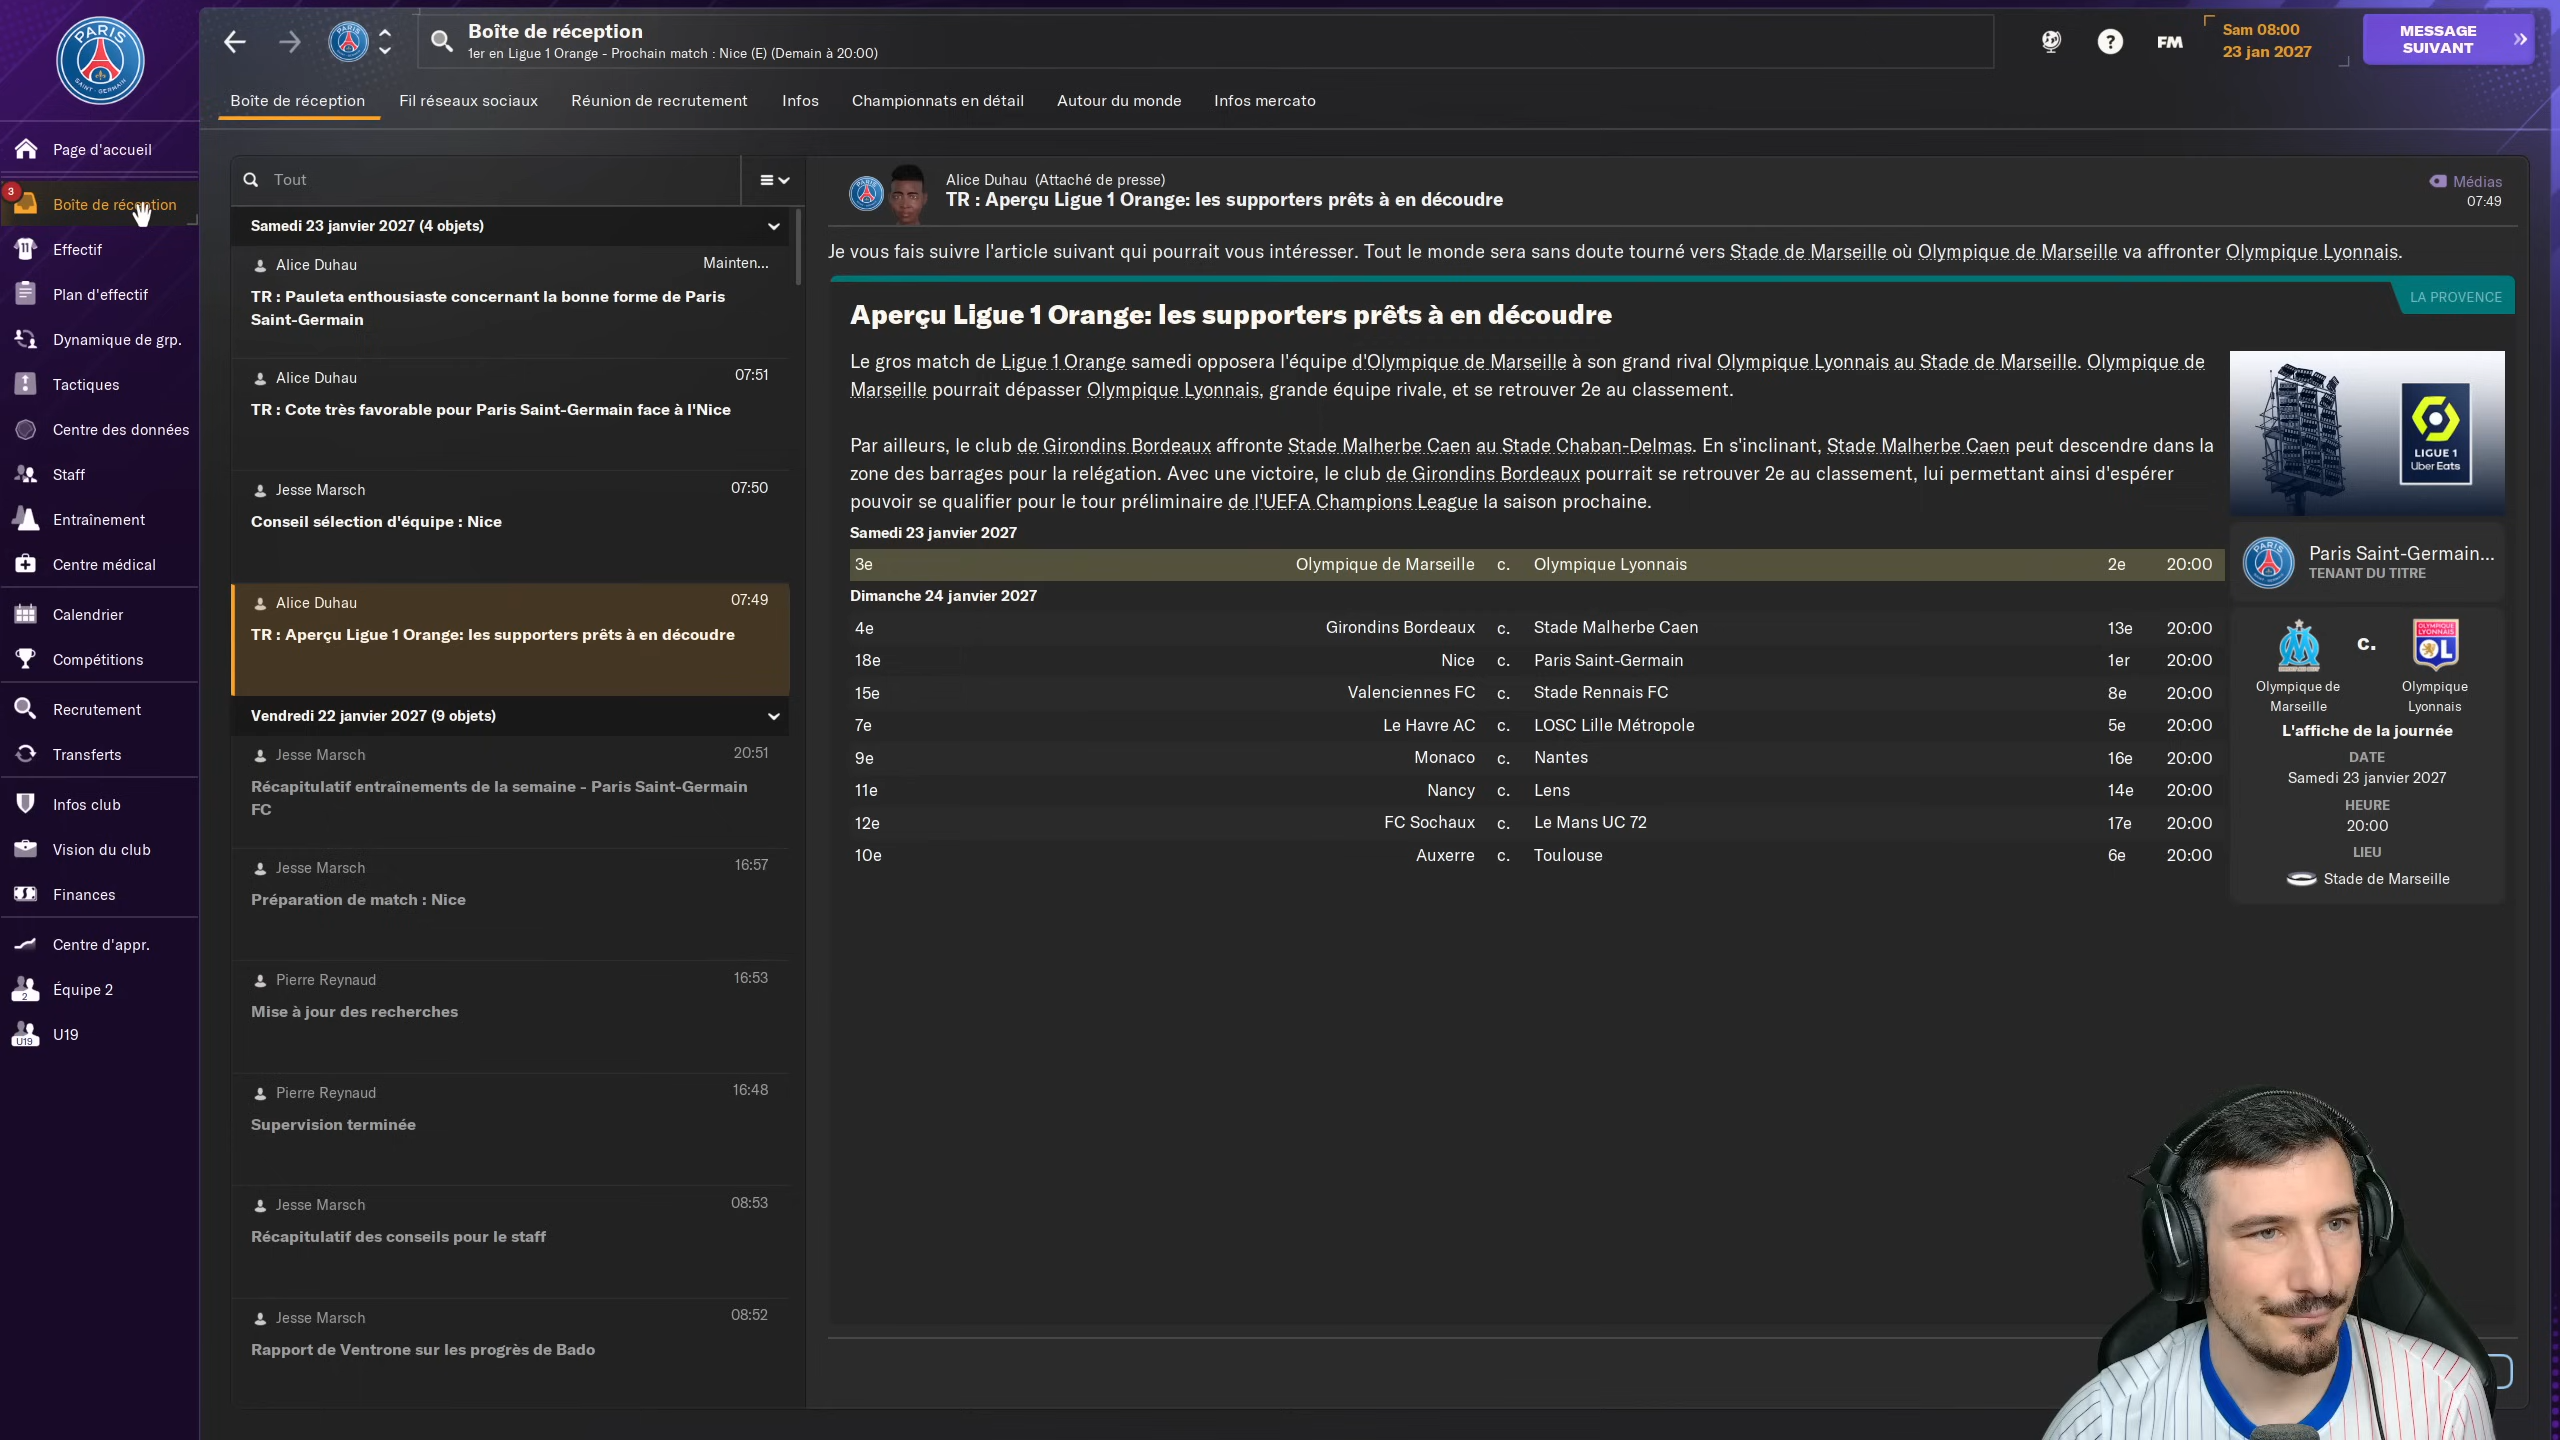 Boîte de réception
1er en Ligue 1 Orange - Prochain match : Nice (E) (Demain à 20:00)
FM
Sam 08:00
23 jan 2027
MESSAGE
SUIVANT
Boîte de réception
Fil réseaux sociaux
Réunion de recrutement
Infos
Championnats en détail
Autour du monde
Infos mercato
Page d'accueil
3
Boîte de réception
Effectif
Plan d'effectif
Dynamique de grp.
Tactiques
Centre des données
Staff
Entraînement
Centre médical
Calendrier
Compétitions
Recrutement
Transferts
Infos club
Vision du club
Finances
Centre d'appr.
2
Équipe 2
U19
U19
Tout
Samedi 23 janvier 2027 (4 objets)
Alice Duhau
Mainten...
TR : Pauleta enthousiaste concernant la bonne forme de Paris
Saint-Germain
Alice Duhau
07:51
TR : Cote très favorable pour Paris Saint-Germain face à l'Nice
Jesse Marsch
07:50
Conseil sélection d'équipe : Nice
Alice Duhau
07:49
TR : Aperçu Ligue 1 Orange: les supporters prêts à en découdre
Vendredi 22 janvier 2027 (9 objets)
Jesse Marsch
20:51
Récapitulatif entraînements de la semaine - Paris Saint-Germain
FC
Jesse Marsch
16:57
Préparation de match : Nice
Pierre Reynaud
16:53
Mise à jour des recherches
Pierre Reynaud
16:48
Supervision terminée
Jesse Marsch
08:53
Récapitulatif des conseils pour le staff
Jesse Marsch
08:52
Rapport de Ventrone sur les progrès de Bado
Alice Duhau (Attaché de presse)
TR : Aperçu Ligue 1 Orange: les supporters prêts à en découdre
Médias
07:49
Je vous fais suivre l'article suivant qui pourrait vous intéresser. Tout le monde sera sans doute tourné vers Stade de Marseille où Olympique de Marseille va affronter Olympique Lyonnais.
LA PROVENCE
Aperçu Ligue 1 Orange: les supporters prêts à en découdre
Le gros match de Ligue 1 Orange samedi opposera l'équipe d'Olympique de Marseille à son grand rival Olympique Lyonnais au Stade de Marseille. Olympique de
Marseille pourrait dépasser Olympique Lyonnais, grande équipe rivale, et se retrouver 2e au classement.
Par ailleurs, le club de Girondins Bordeaux affronte Stade Malherbe Caen au Stade Chaban-Delmas. En s'inclinant, Stade Malherbe Caen peut descendre dans la
zone des barrages pour la relégation. Avec une victoire, le club de Girondins Bordeaux pourrait se retrouver 2e au classement, lui permettant ainsi d'espérer
pouvoir se qualifier pour le tour préliminaire de l'UEFA Champions League la saison prochaine.
Samedi 23 janvier 2027
3e Olympique de Marseille c. Olympique Lyonnais 2e 20:00
Dimanche 24 janvier 2027
4e Girondins Bordeaux c. Stade Malherbe Caen 13e 20:00
18e Nice c. Paris Saint-Germain 1er 20:00
15e Valenciennes FC c. Stade Rennais FC 8e 20:00
7e Le Havre AC c. LOSC Lille Métropole 5e 20:00
9e Monaco c. Nantes 16e 20:00
11e Nancy c. Lens 14e 20:00
12e FC Sochaux c. Le Mans UC 72 17e 20:00
10e Auxerre c. Toulouse 6e 20:00
LIGUE 1
Uber Eats
Paris Saint-Germain...
TENANT DU TITRE
c.
Olympique de
Marseille
Olympique
Lyonnais
L'affiche de la journée
DATE
Samedi 23 janvier 2027
HEURE
20:00
LIEU
Stade de Marseille